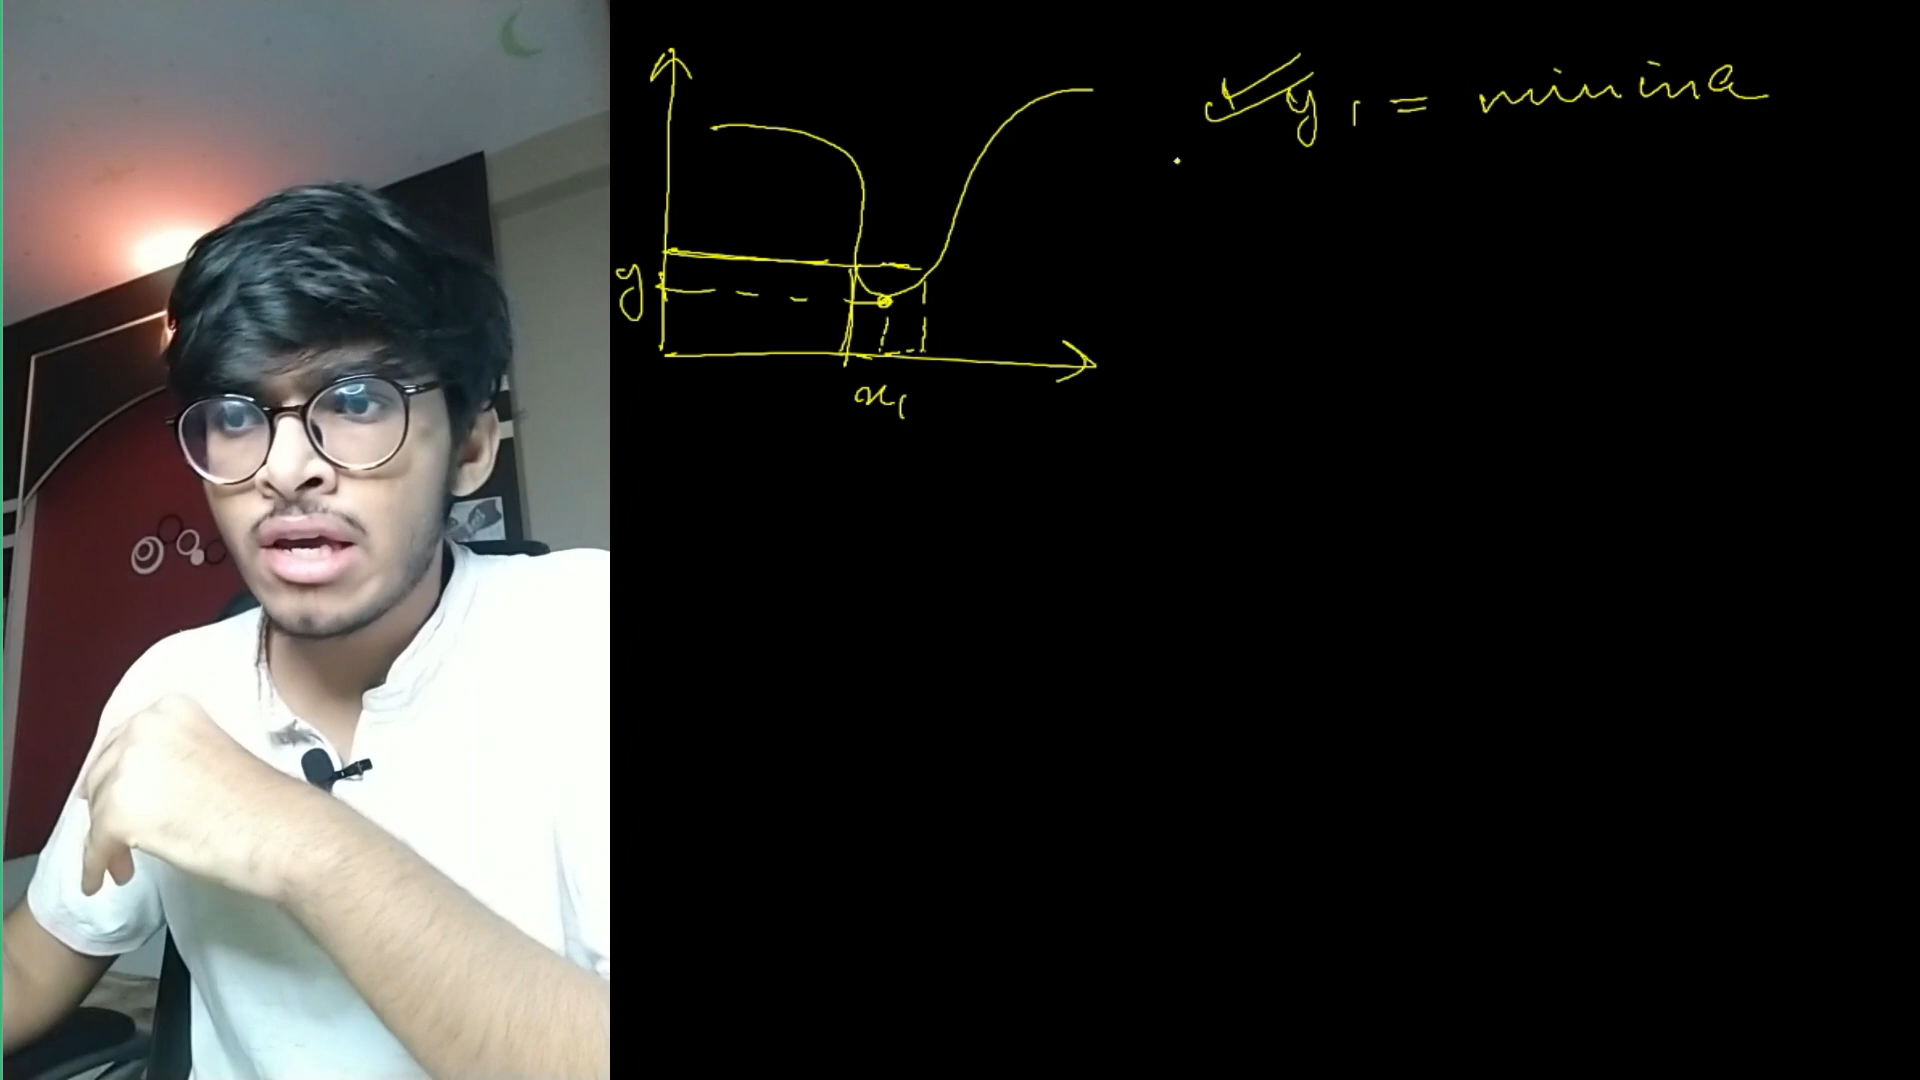 y₁ = minima
y
x₁